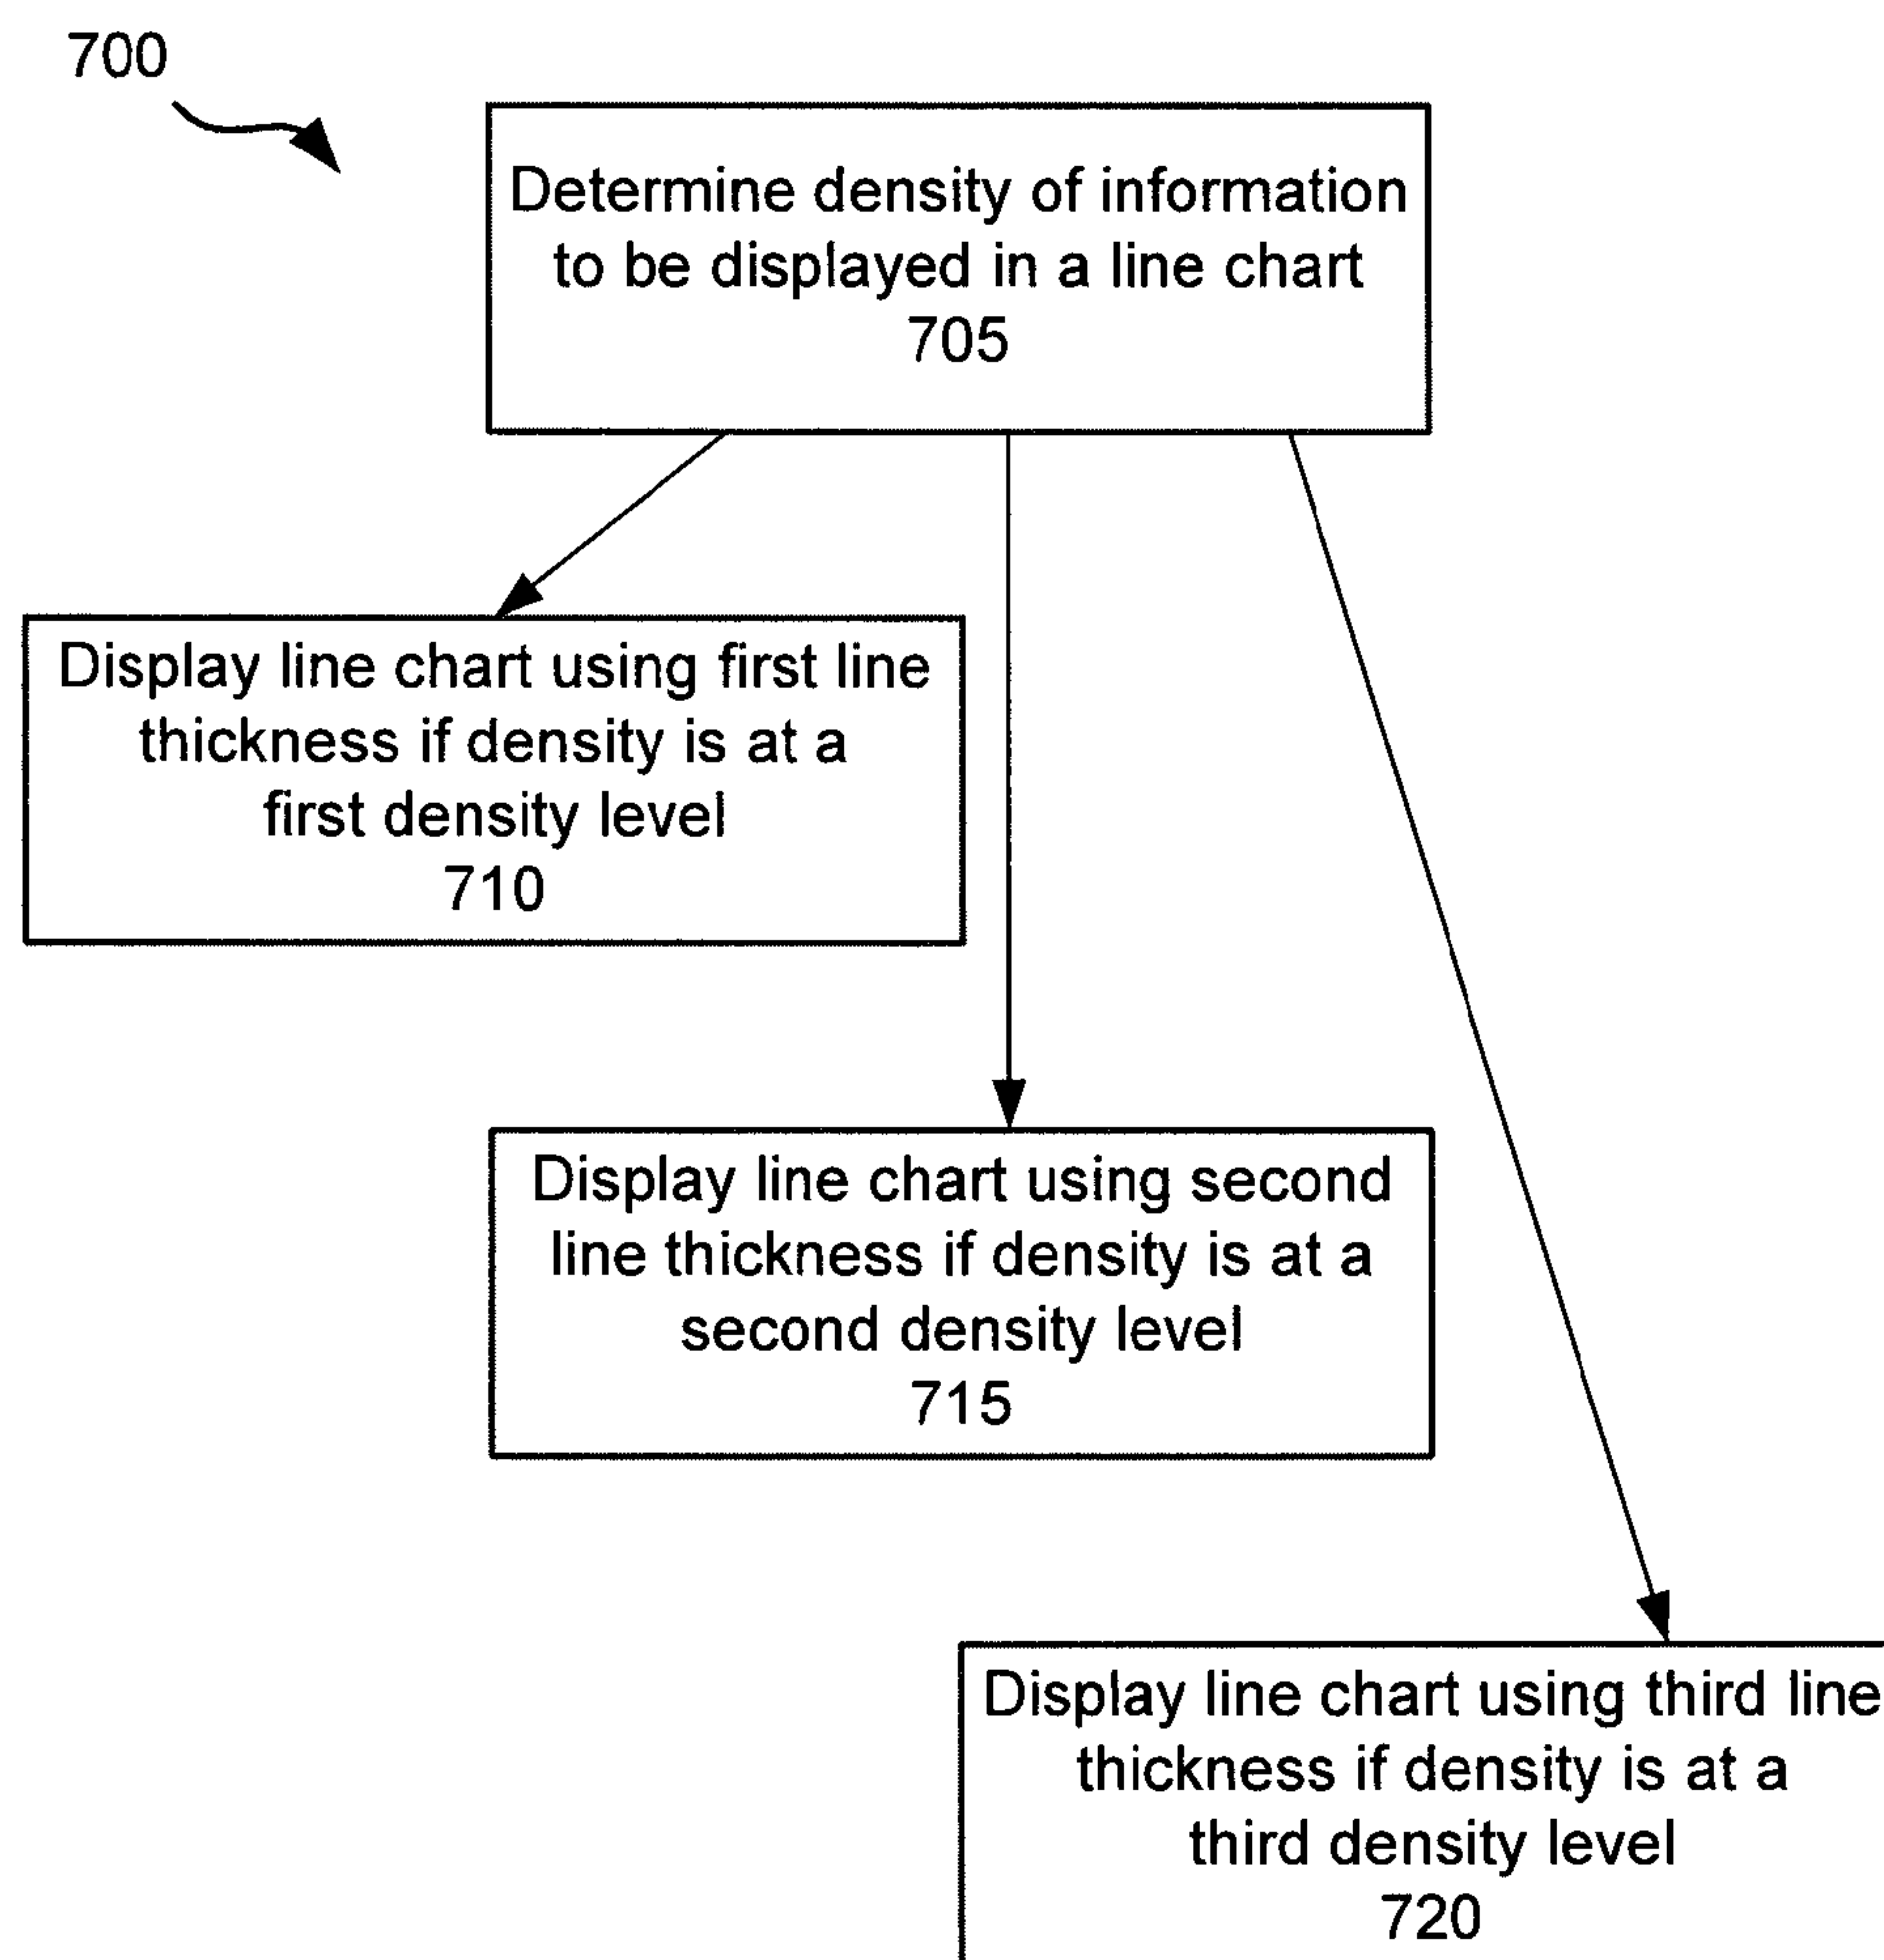 700
Determine density of information
to be displayed in a line chart
705
Display line chart using first line
thickness if density is at a
first density level
710
Display line chart using second
line thickness if density is at a
second density level
715
Display line chart using third line
thickness if density is at a
third density level
720